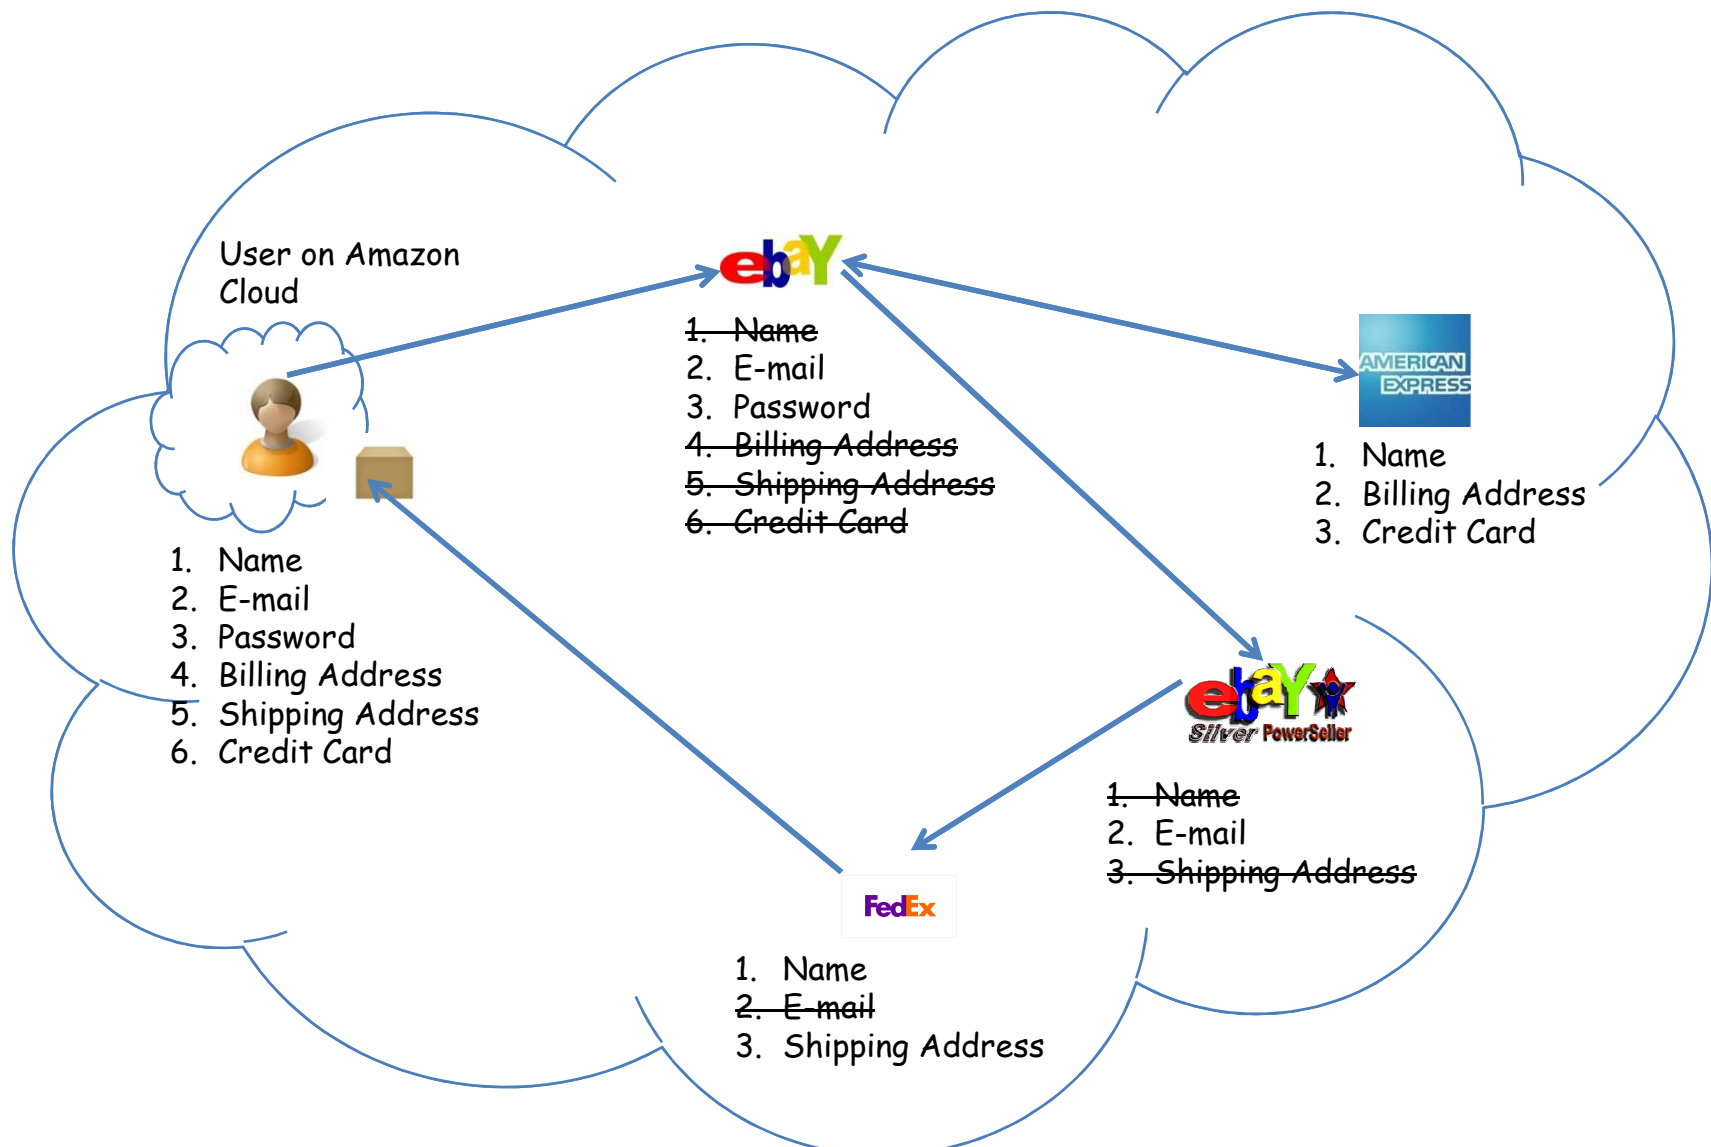 User on Amazon
Cloud
ebaY
1. Name
2. E-mail
3. Password
4. Billing Address
5. Shipping Address
6. Credit Card
AMERICAN
EXPRESS
1. Name
2. Billing Address
3. Credit Card
1. Name
2. E-mail
3. Password
4. Billing Address
5. Shipping Address
6. Credit Card
ebaY
Silver PowerSeller
1. Name
2. E-mail
3. Shipping Address
FedEx
1. Name
2. E-mail
3. Shipping Address